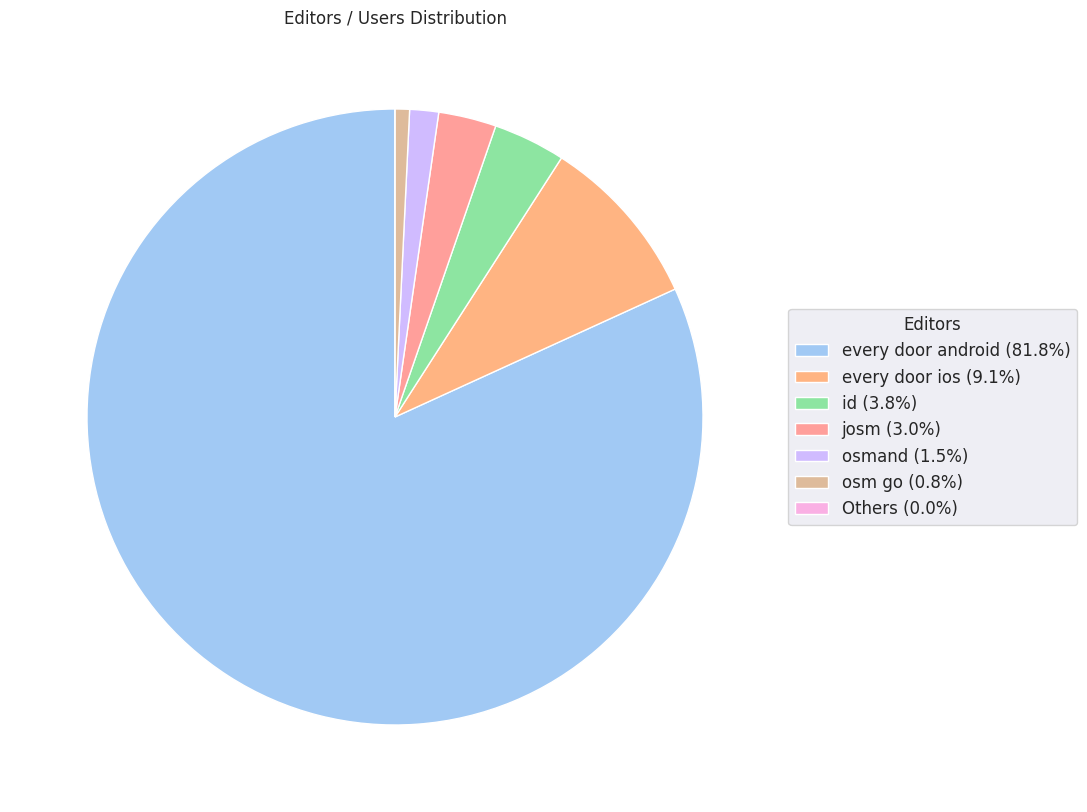 Editors / Users Distribution
Editors
every door android (81.8%)
every door ios (9.1%)
id (3.8%)
josm (3.0%)
osmand (1.5%)
osm go (0.8%)
Others (0.0%)